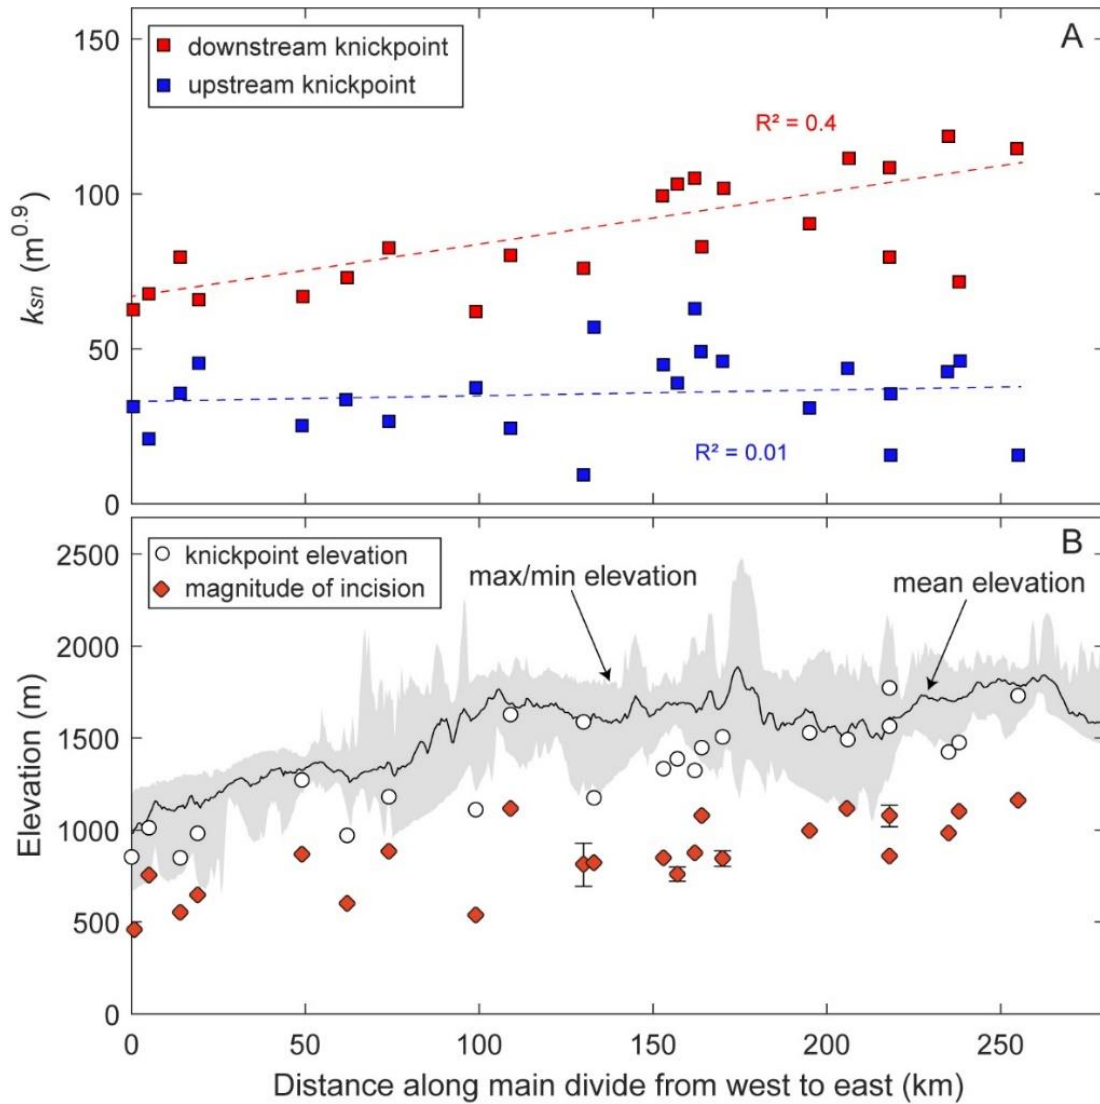 A
downstream knickpoint
upstream knickpoint
R² = 0.4
R² = 0.01
150
100
50
0
ksn (m^0.9)
B
knickpoint elevation
magnitude of incision
max/min elevation
mean elevation
2500
2000
1500
1000
500
0
Elevation (m)
0 50 100 150 200 250
Distance along main divide from west to east (km)